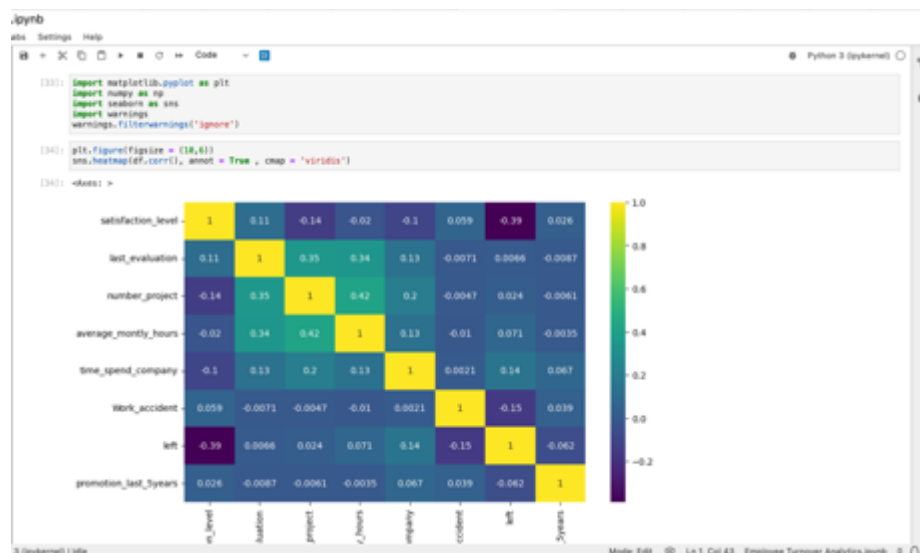 .ipynb
abs Settings Help
Code Python 3 (ipykernel)
[33]: import matplotlib.pyplot as plt
import numpy as np
import seaborn as sns
import warnings
warnings.filterwarnings('ignore')
[34]: plt.figure(figsize = (10,6))
sns.heatmap(df.corr(), annot = True , cmap = 'viridis')
[34]: <Axes: >
satisfaction_level 1 0.11 -0.14 -0.02 -0.1 0.059 -0.39 0.026
last_evaluation 0.11 1 0.35 0.34 0.13 -0.0071 0.0066 -0.0087
number_project -0.14 0.35 1 0.42 0.2 -0.0047 0.024 -0.0061
average_montly_hours -0.02 0.34 0.42 1 0.13 -0.01 0.071 -0.0035
time_spend_company -0.1 0.13 0.2 0.13 1 0.0021 0.14 0.067
Work_accident 0.059 -0.0071 -0.0047 -0.01 0.0021 1 -0.15 0.039
left -0.39 0.0066 0.024 0.071 0.14 -0.15 1 -0.062
promotion_last_5years 0.026 -0.0087 -0.0061 -0.0035 0.067 0.039 -0.062 1
1.0
0.8
0.6
0.4
0.2
0.0
-0.2
n_level
luation
project
/_hours
mpany
ccident
left
5years
3 (ipykernel) | Idle Mode: Edit Ln 1, Col 43 Employee Turnover Analytics.ipynb 0